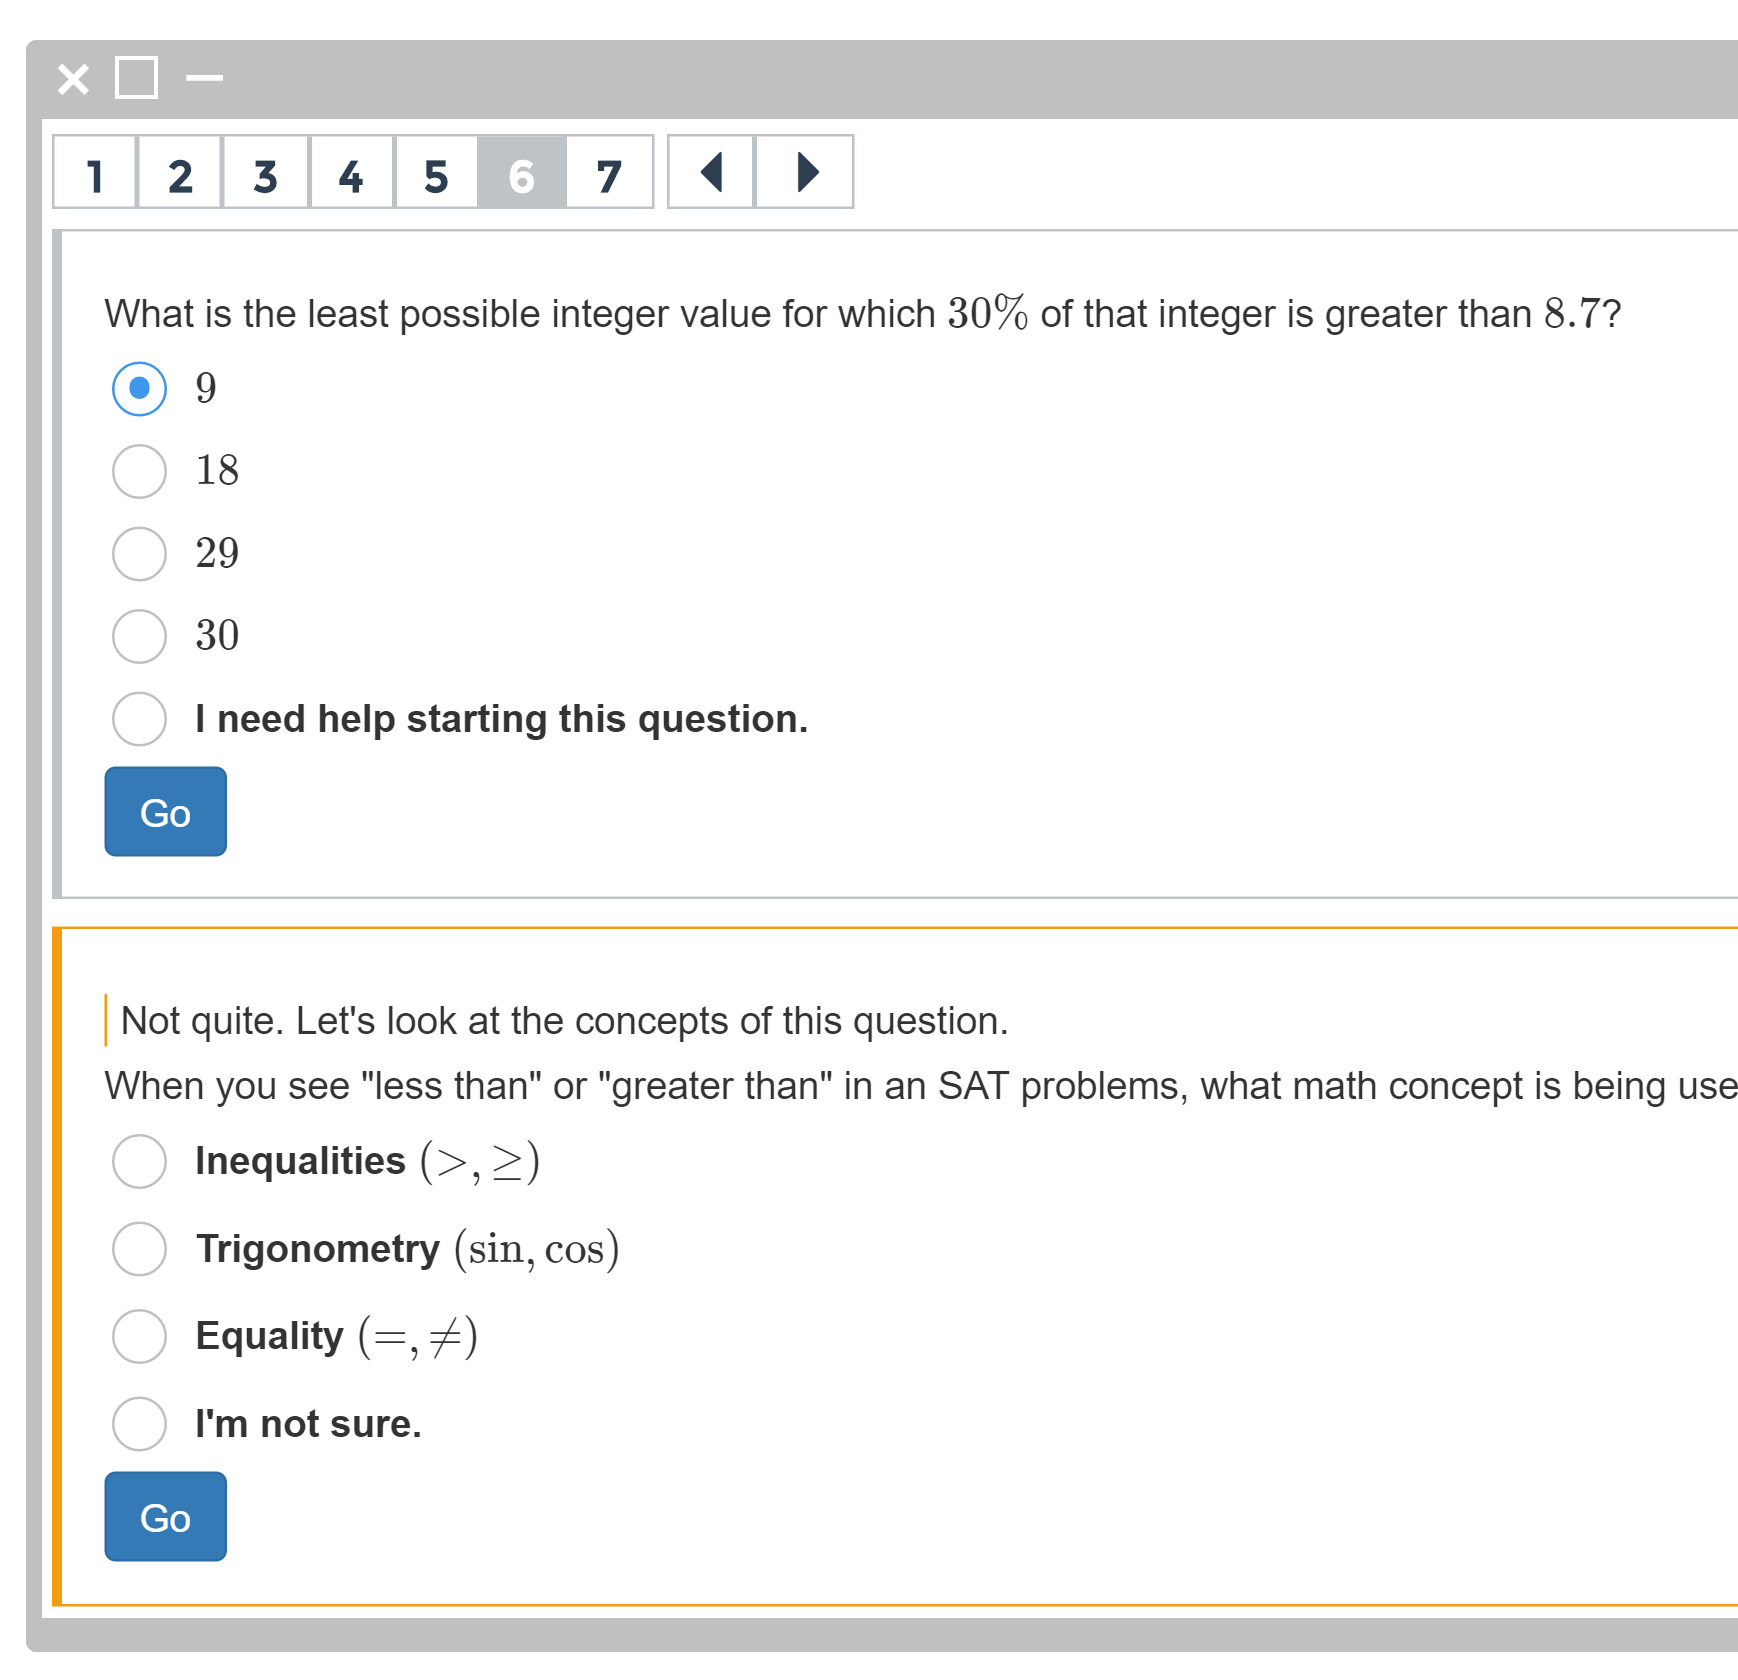 1 2 3 4 5 6 7
What is the least possible integer value for which 30% of that integer is greater than 8.7?
9
18
29
30
I need help starting this question.
Go
Not quite. Let's look at the concepts of this question.
When you see "less than" or "greater than" in an SAT problems, what math concept is being use
Inequalities (>, ≥)
Trigonometry (sin, cos)
Equality (=, ≠)
I'm not sure.
Go